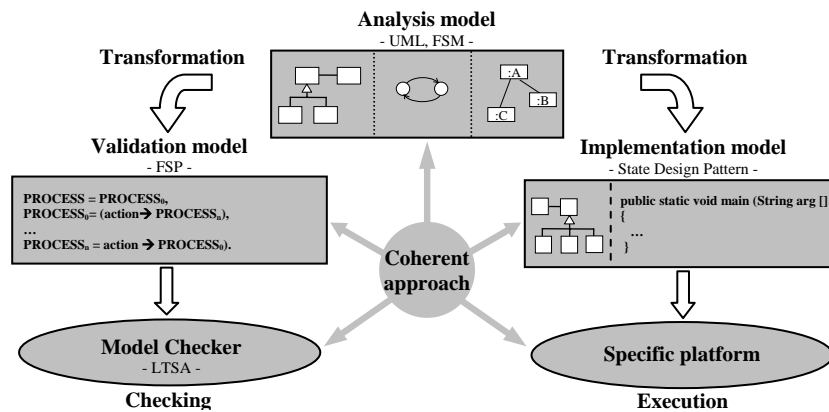 Analysis model
- UML, FSM -
Transformation
Transformation
:A
:B
:C
Validation model
- FSP -
Implementation model
- State Design Pattern -
PROCESS = PROCESS₀,
PROCESS₀= (action➔ PROCESSₙ),
…
PROCESSₙ = action ➔ PROCESS₀).
public static void main (String arg []
{
…
}
Coherent
approach
Model Checker
- LTSA -
Checking
Specific platform
Execution